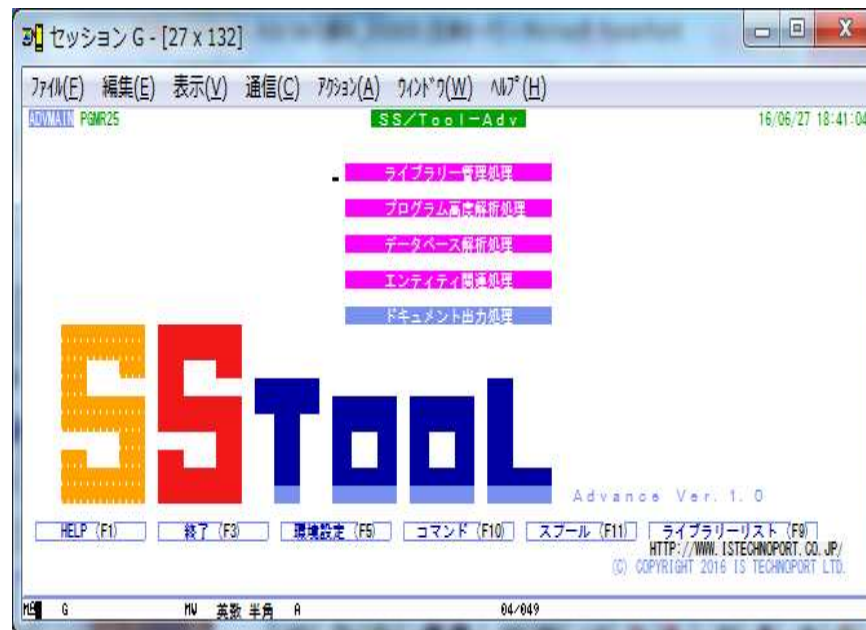 セッション G - [27 x 132]
ファイル(E) 編集(E) 表示(V) 通信(C) アクション(A) ウィンドウ(W) ヘルプ(H)
ADVMAIN PGMR25 SS/Tool-Adv 16/06/27 18:41:04
ライブラリー管理処理
プログラム高度解析処理
データベース解析処理
エンティティ関連処理
ドキュメント出力処理
SSTooL
Advance Ver. 1.0
HELP (F1) 終了 (F3) 環境設定 (F5) コマンド (F10) スプール (F11) ライブラリーリスト (F9)
HTTP://WWW.ISTECHNOPORT.CO.JP/
(C) COPYRIGHT 2016 IS TECHNOPORT LTD.
G MW 英数 半角 A 04/049